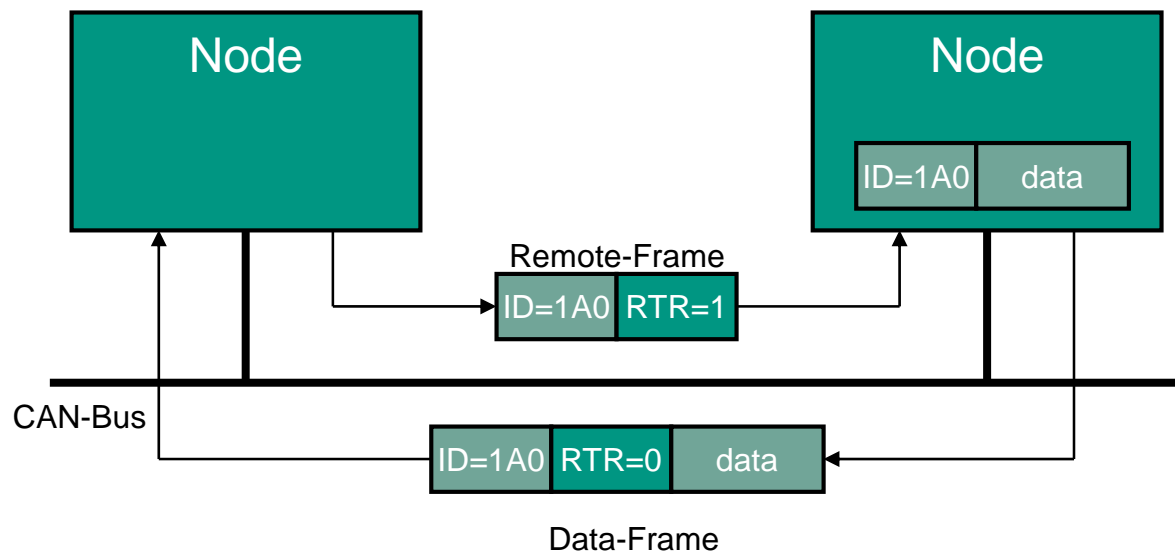 Node
Node
ID=1A0 data
Remote-Frame
ID=1A0 RTR=1
CAN-Bus
ID=1A0 RTR=0 data
Data-Frame